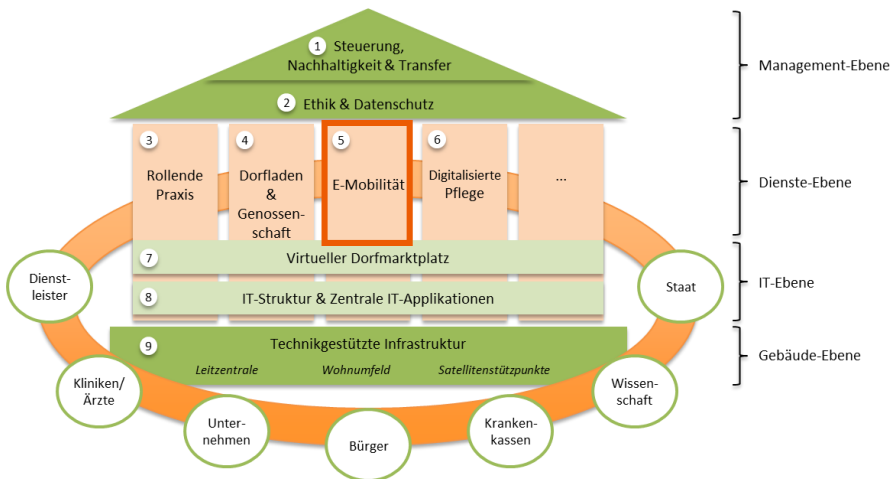 1 Steuerung,
Nachhaltigkeit & Transfer
2 Ethik & Datenschutz
Management-Ebene
3
Rollende
Praxis
4
Dorfladen
&
Genossen-
schaft
5
E-Mobilität
6
Digitalisierte
Pflege
...
Dienste-Ebene
7 Virtueller Dorfmarktplatz
8 IT-Struktur & Zentrale IT-Applikationen
IT-Ebene
9 Technikgestützte Infrastruktur
Leitzentrale Wohnumfeld Satellitenstützpunkte
Gebäude-Ebene
Dienst-
leister
Kliniken/
Ärzte
Unter-
nehmen
Bürger
Kranken-
kassen
Wissen-
schaft
Staat